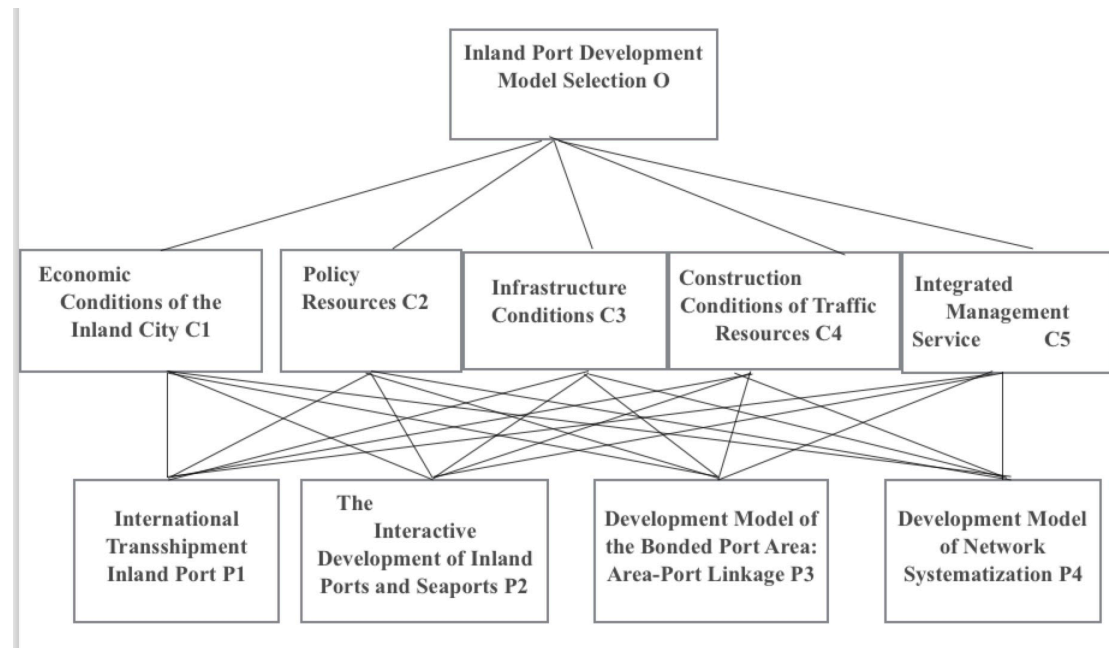 Inland Port Development
Model Selection O
Economic
Conditions of the
Inland City C1
Policy
Resources C2
Infrastructure
Conditions C3
Construction
Conditions of Traffic
Resources C4
Integrated
Management
Service C5
International
Transshipment
Inland Port P1
The
Interactive
Development of Inland
Ports and Seaports P2
Development Model of
the Bonded Port Area:
Area-Port Linkage P3
Development Model
of Network
Systematization P4